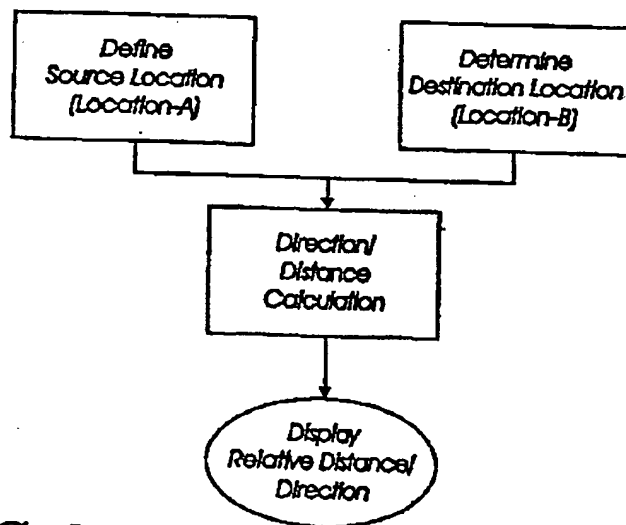 Define
Source Location
(Location-A)
Determine
Destination Location
(Location-B)
Direction/
Distance
Calculation
Display
Relative Distance/
Direction